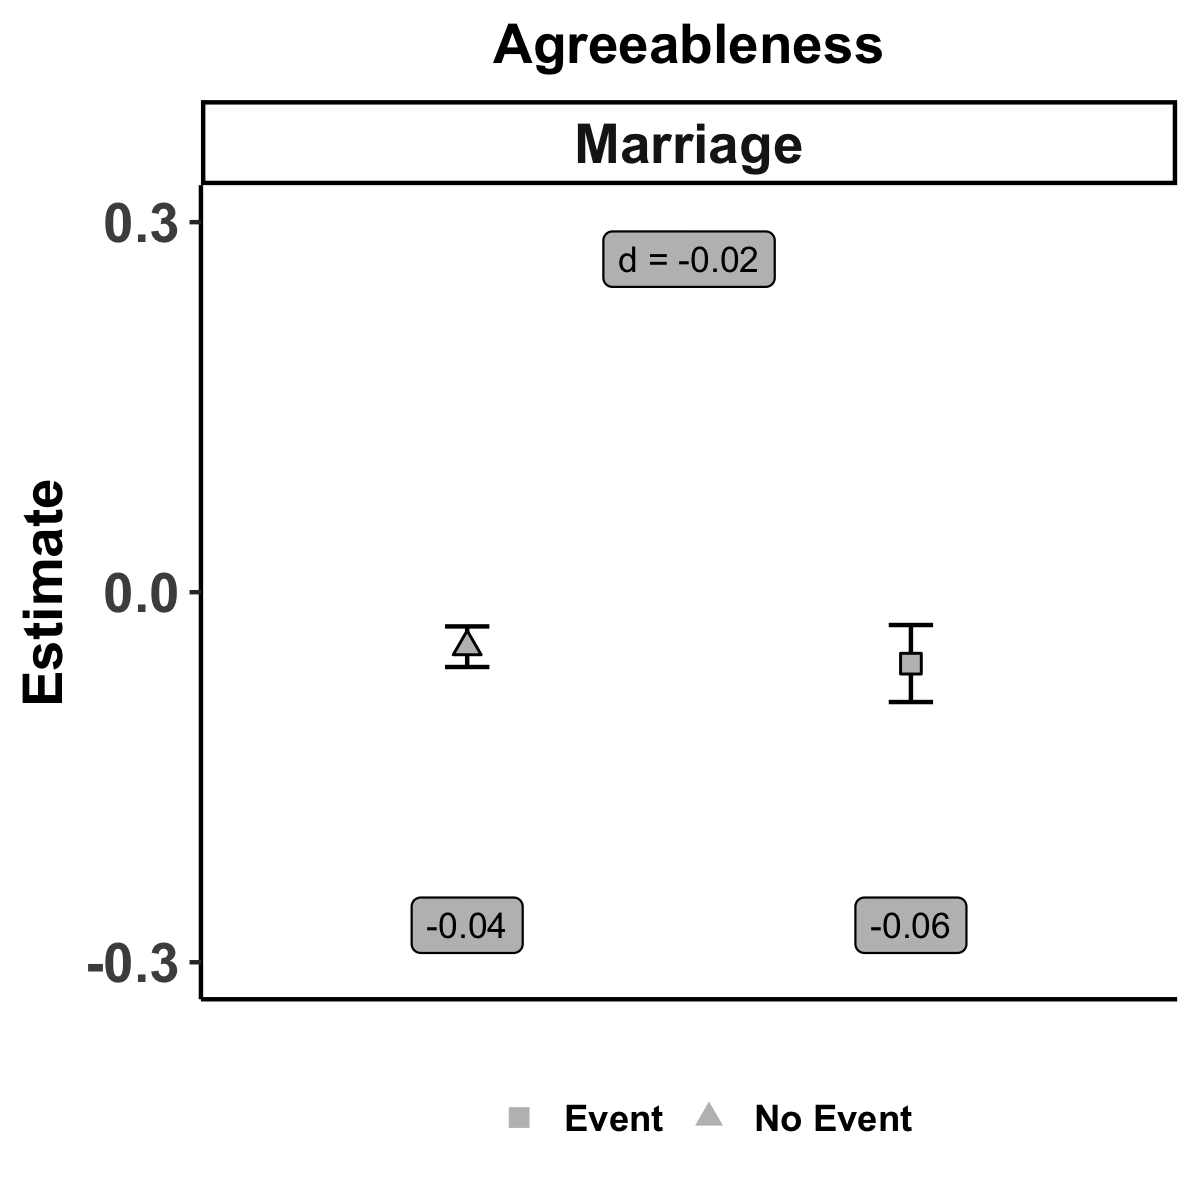 Agreeableness
Marriage
0.3
d = -0.02
Estimate
0.0
-0.04
-0.06
-0.3
Event
No Event